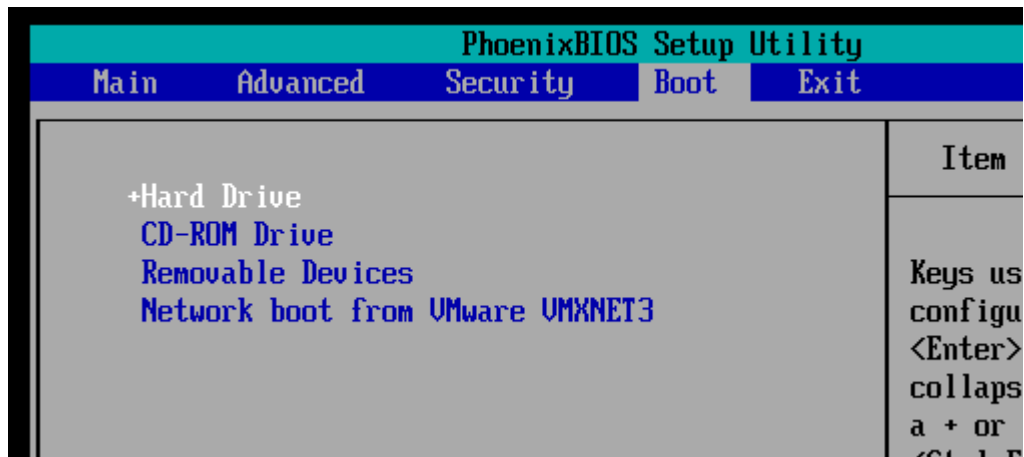 PhoenixBIOS Setup Utility
Main Advanced Security Boot Exit
+Hard Drive
CD-ROM Drive
Removable Devices
Network boot from VMware VMXNET3
Item
Keys us
configu
<Enter>
collaps
a + or